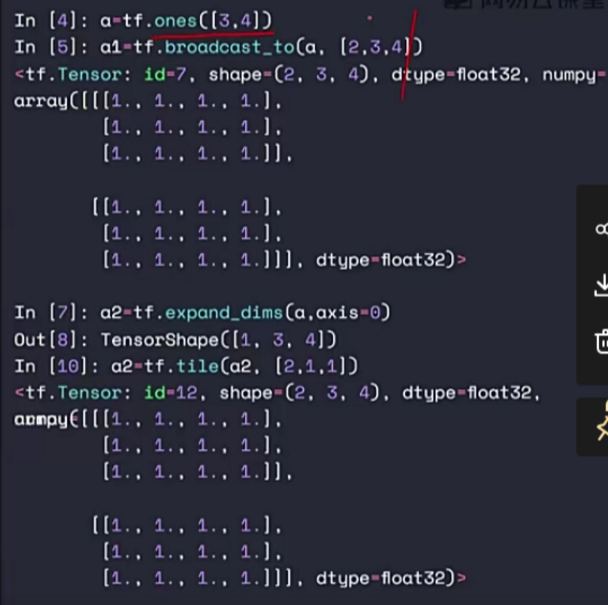 In [4]: a=tf.ones([3,4])
In [5]: a1=tf.broadcast_to(a, [2,3,4])
<tf.Tensor: id=7, shape=(2, 3, 4), dtype=float32, numpy=
array([[[1., 1., 1., 1.],
[1., 1., 1., 1.],
[1., 1., 1., 1.]],
[[1., 1., 1., 1.],
[1., 1., 1., 1.],
[1., 1., 1., 1.]]], dtype=float32)>
In [7]: a2=tf.expand_dims(a,axis=0)
Out[8]: TensorShape([1, 3, 4])
In [10]: a2=tf.tile(a2, [2,1,1])
<tf.Tensor: id=12, shape=(2, 3, 4), dtype=float32,
([[[1., 1., 1., 1.],
[1., 1., 1., 1.],
[1., 1., 1., 1.]],
[[1., 1., 1., 1.],
[1., 1., 1., 1.],
[1., 1., 1., 1.]]], dtype=float32)>